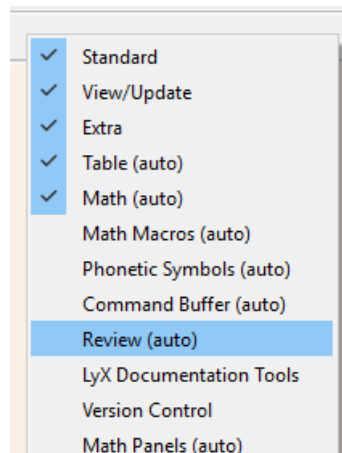 Standard
View/Update
Extra
Table (auto)
Math (auto)
Math Macros (auto)
Phonetic Symbols (auto)
Command Buffer (auto)
Review (auto)
LyX Documentation Tools
Version Control
Math Panels (auto)